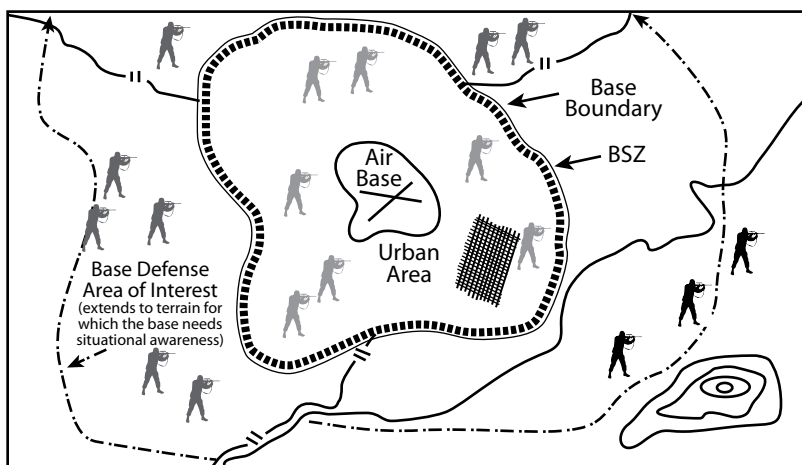 Base
Boundary
BSZ
Air
Base
Urban
Area
Base Defense
Area of Interest
(extends to terrain for
which the base needs
situational awareness)